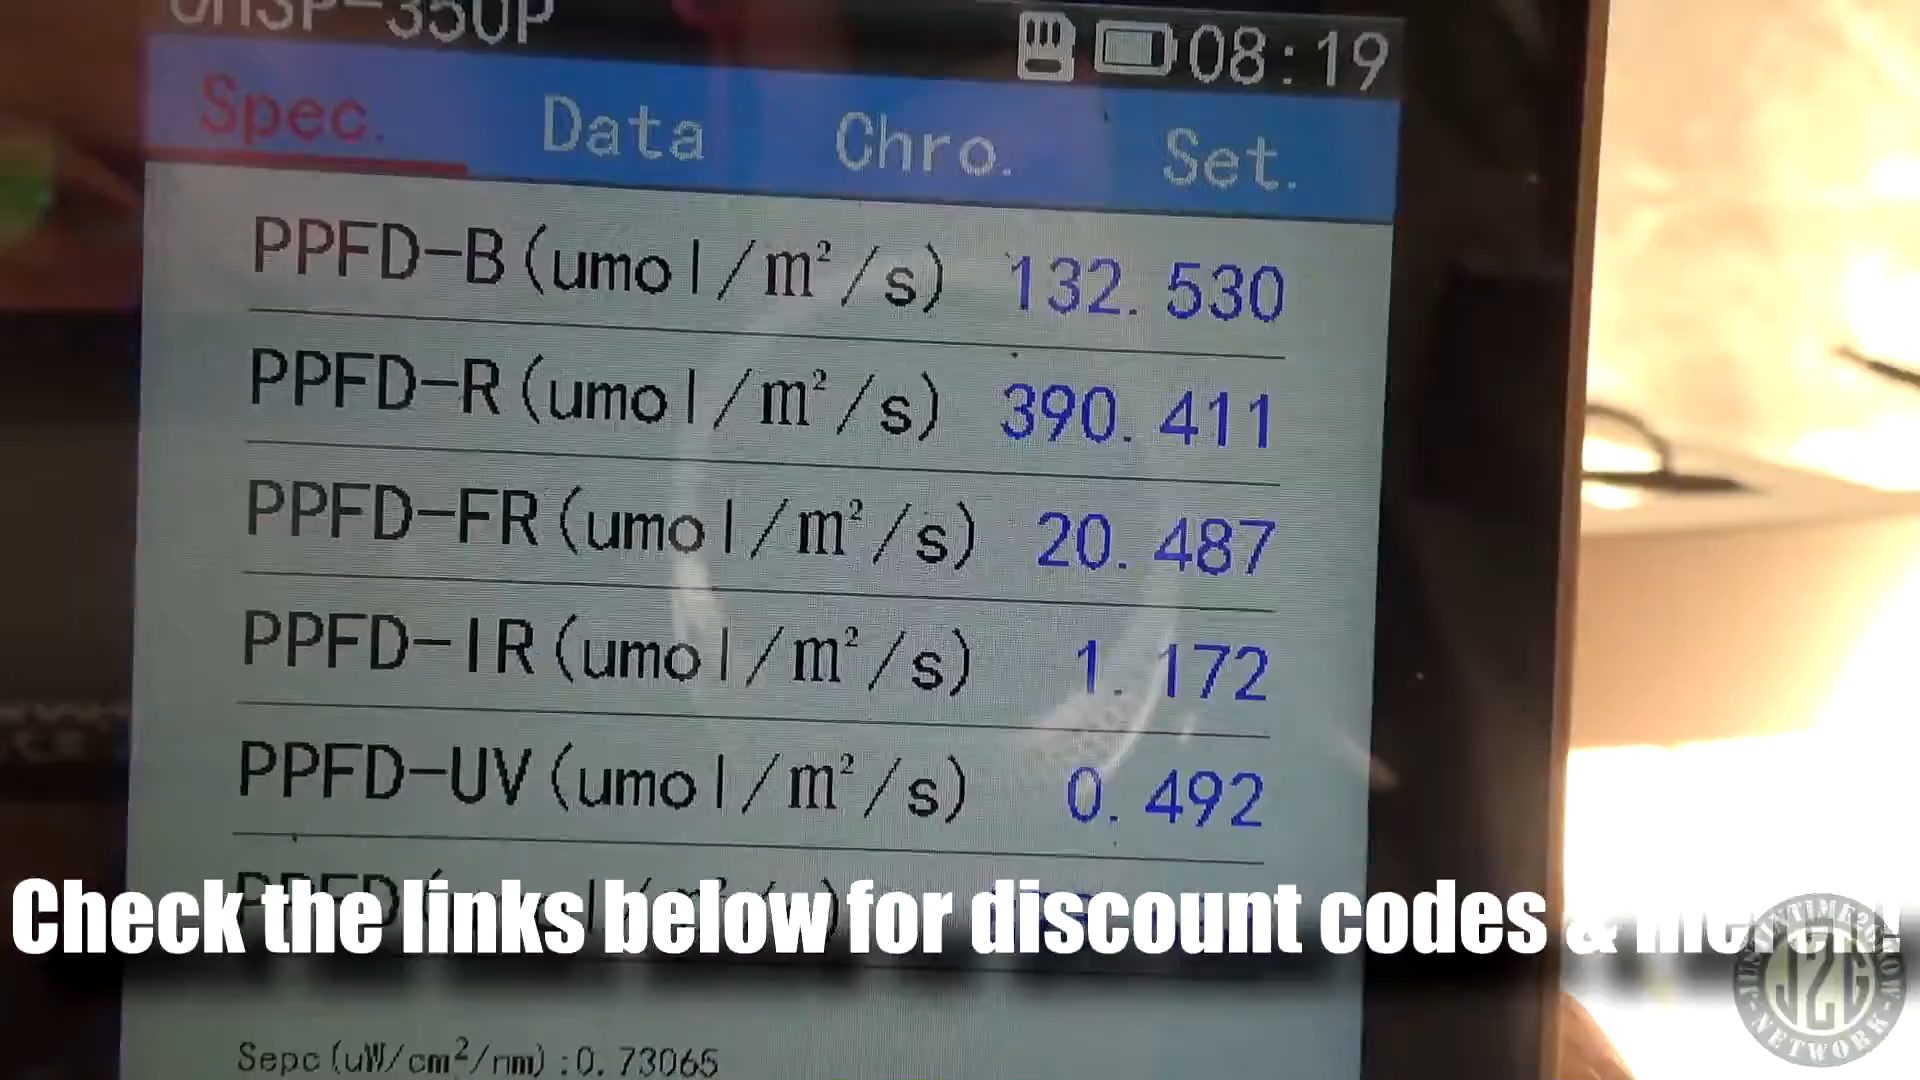 08:19
Spec. Data Chro. Set.
PPFD-B(umol/m²/s) 132.530
PPFD-R(umol/m²/s) 390.411
PPFD-FR(umol/m²/s) 20.487
PPFD-IR(umol/m²/s) 1.172
PPFD-UV(umol/m²/s) 0.492
Check the links below for discount codes &
Sepc(uW/cm²/nm):0.73065
J2G
NETWORK